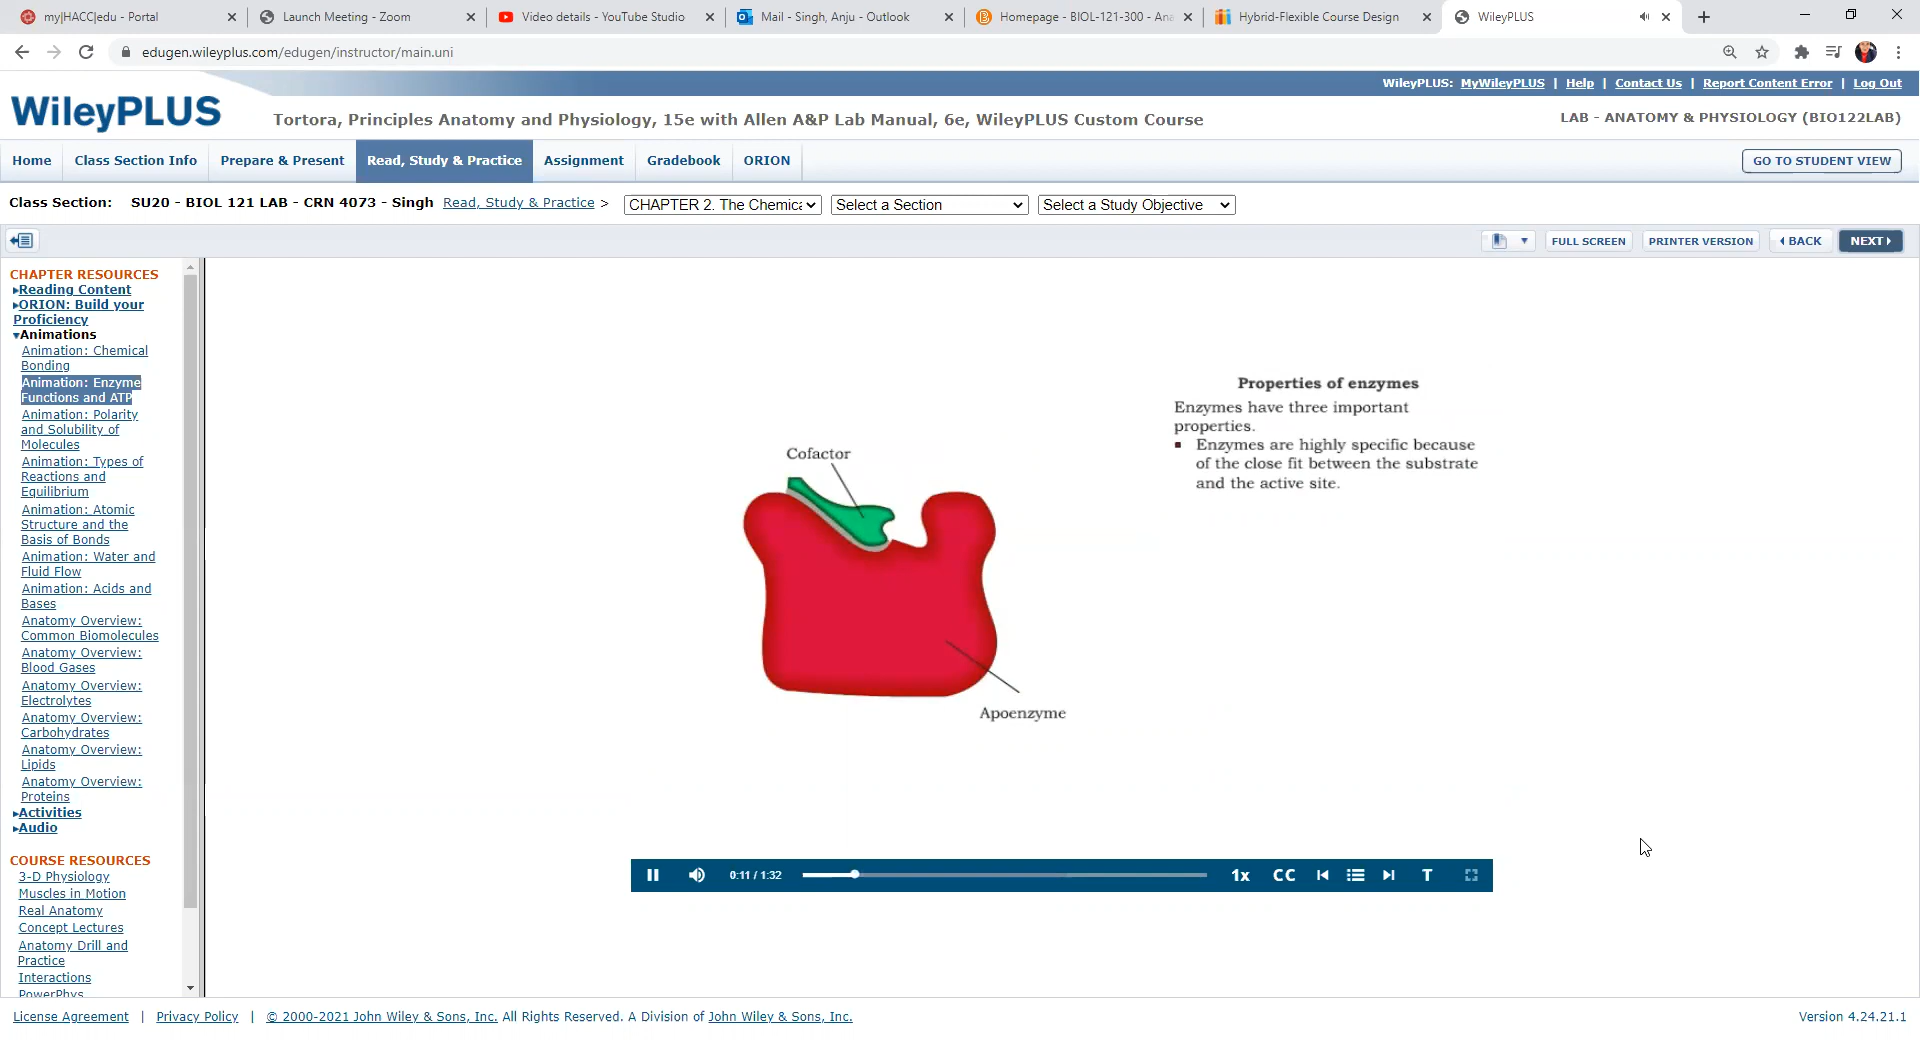 my|HACC|edu - Portal
Launch Meeting - Zoom
Video details - YouTube Studio
Mail - Singh, Anju - Outlook
Homepage - BIOL-121-300 - Ana
Hybrid-Flexible Course Design
WileyPLUS
edugen.wileyplus.com/edugen/instructor/main.uni
WileyPLUS: MyWileyPLUS | Help | Contact Us | Report Content Error | Log Out
WileyPLUS
Tortora, Principles Anatomy and Physiology, 15e with Allen A&P Lab Manual, 6e, WileyPLUS Custom Course
LAB - ANATOMY & PHYSIOLOGY (BIO122LAB)
Home
Class Section Info
Prepare & Present
Read, Study & Practice
Assignment
Gradebook
ORION
GO TO STUDENT VIEW
Class Section: SU20 - BIOL 121 LAB - CRN 4073 - Singh Read, Study & Practice >
CHAPTER 2. The Chemica
Select a Section
Select a Study Objective
FULL SCREEN
PRINTER VERSION
BACK
NEXT
CHAPTER RESOURCES
Reading Content
ORION: Build your
Proficiency
Animations
Animation: Chemical
Bonding
Animation: Enzyme
Functions and ATP
Animation: Polarity
and Solubility of
Molecules
Animation: Types of
Reactions and
Equilibrium
Animation: Atomic
Structure and the
Basis of Bonds
Animation: Water and
Fluid Flow
Animation: Acids and
Bases
Anatomy Overview:
Common Biomolecules
Anatomy Overview:
Blood Gases
Anatomy Overview:
Electrolytes
Anatomy Overview:
Carbohydrates
Anatomy Overview:
Lipids
Anatomy Overview:
Proteins
Activities
Audio
COURSE RESOURCES
3-D Physiology
Muscles in Motion
Real Anatomy
Concept Lectures
Anatomy Drill and
Practice
Interactions
PowerPhys
Cofactor
Apoenzyme
Properties of enzymes
Enzymes have three important
properties.
▪ Enzymes are highly specific because
of the close fit between the substrate
and the active site.
0:11 / 1:32
1x
CC
T
License Agreement | Privacy Policy | © 2000-2021 John Wiley & Sons, Inc. All Rights Reserved. A Division of John Wiley & Sons, Inc.
Version 4.24.21.1